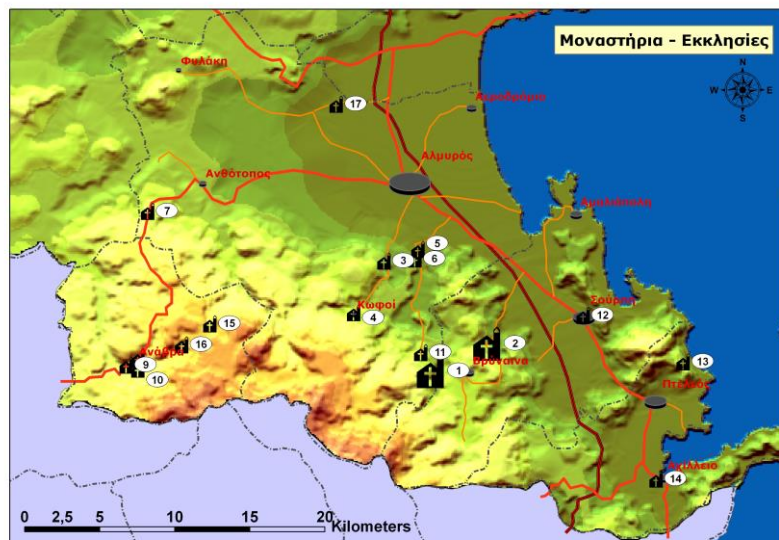 Μοναστήρια - Εκκλησίες
N
W E
S
Φυλάκη
17
Αεροδρόμιο
Αλμυρός
Ανθότοπος
7
Αμαλιάπολη
5
3 6
Κωφοί
4
Σούρπη
12
15
16
Ανάβρα
9
10
11
2
Βρύναινα
1
13
Πτελεός
Αχίλλειο
14
0 2,5 5 10 15 20
Kilometers